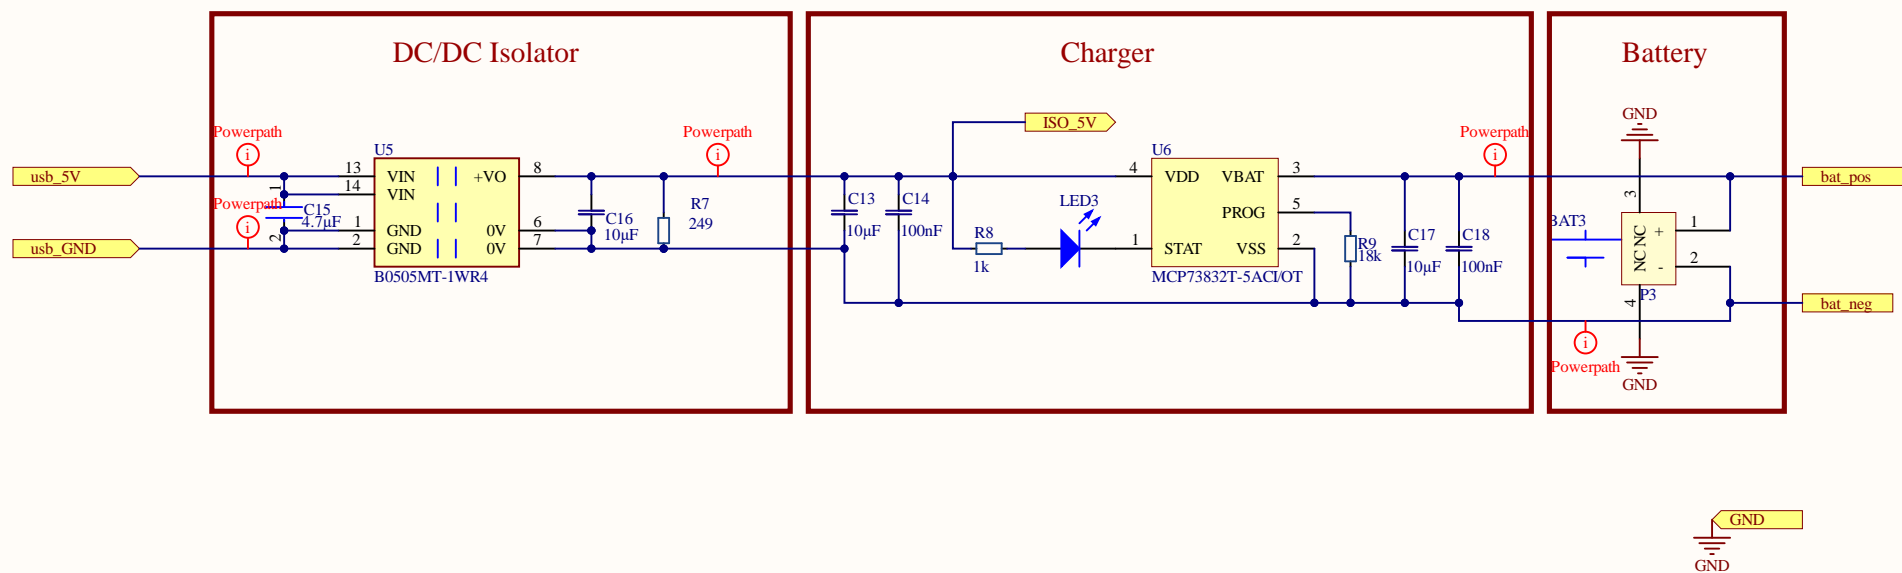 DC/DC Isolator
Charger
Battery
usb_5V
usb_GND
Powerpath
i
Powerpath
i
1
2
C15
4.7µF
U5
13
14
1
2
VIN
VIN
GND
GND
+VO
0V
0V
8
6
7
B0505MT-1WR4
C16
10µF
R7
249
Powerpath
i
C13
10µF
C14
100nF
ISO_5V
R8
1k
LED3
U6
4
1
VDD
STAT
VBAT
PROG
VSS
3
5
2
MCP73832T-5ACI/OT
R9
18k
C17
10µF
C18
100nF
Powerpath
i
GND
3
BAT3
NC NC
+
-
1
2
4
P3
GND
i
Powerpath
bat_pos
bat_neg
GND
GND